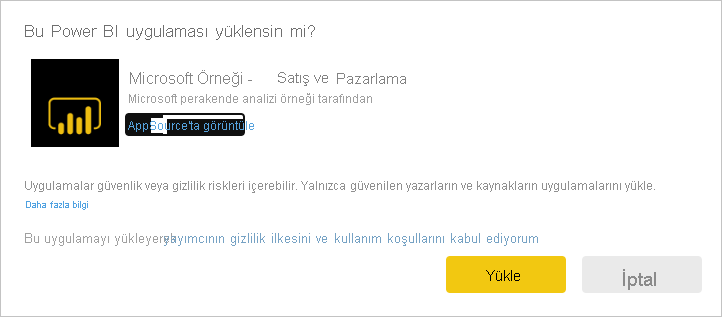 Bu Power BI uygulaması yüklensin mi?
Microsoft Örneği - Satış ve Pazarlama
Microsoft perakende analizi örneği tarafından
AppSource'ta görüntüle
Uygulamalar güvenlik veya gizlilik riskleri içerebilir. Yalnızca güvenilen yazarların ve kaynakların uygulamalarını yükle.
Daha fazla bilgi
Bu uygulamayı yükleyerek yayımcının gizlilik ilkesini ve kullanım koşullarını kabul ediyorum
Yükle
İptal